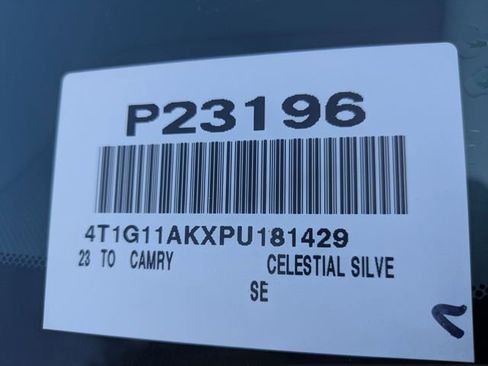 P23196
4T1G11AKXPU181429
23 TO CAMRY CELESTIAL SILVE
SE